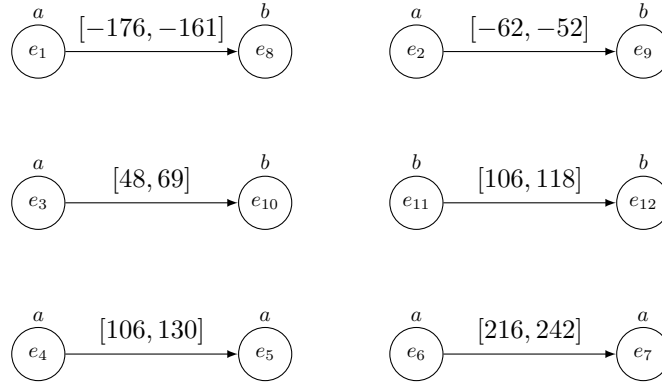 a [−176, −161] b a [−62, −52] b
e₁ e₈ e₂ e₉
a [48, 69] b b [106, 118] b
e₃ e₁₀ e₁₁ e₁₂
a [106, 130] a a [216, 242] a
e₄ e₅ e₆ e₇